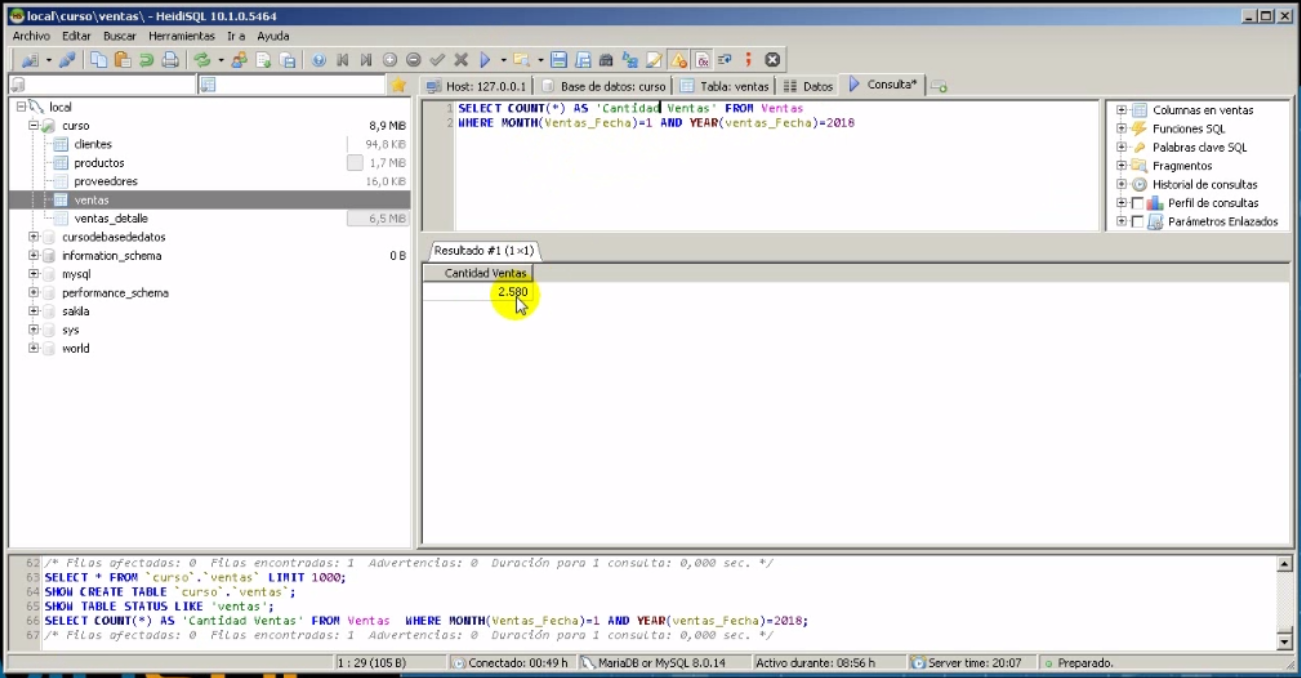 local\curso\ventas\ - HeidiSQL 10.1.0.5464
Archivo Editar Buscar Herramientas Ir a Ayuda
Host: 127.0.0.1 Base de datos: curso Tabla: ventas Datos Consulta*
local
curso 8,9 MB
clientes 94,8 KiB
productos 1,7 MB
proveedores 16,0 KiB
ventas
ventas_detalle 6,5 MB
cursodebasededatos
information_schema 0 B
mysql
performance_schema
sakila
sys
world
1 SELECT COUNT(*) AS 'Cantidad Ventas' FROM Ventas
2 WHERE MONTH(Ventas_Fecha)=1 AND YEAR(ventas_Fecha)=2018
Columnas en ventas
Funciones SQL
Palabras clave SQL
Fragmentos
Historial de consultas
Perfil de consultas
Parámetros Enlazados
Resultado #1 (1×1)
Cantidad Ventas
2.580
62 /* Filas afectadas: 0 Filas encontradas: 1 Advertencias: 0 Duración para 1 consulta: 0,000 sec. */
63 SELECT * FROM `curso`.`ventas` LIMIT 1000;
64 SHOW CREATE TABLE `curso`.`ventas`;
65 SHOW TABLE STATUS LIKE 'ventas';
66 SELECT COUNT(*) AS 'Cantidad Ventas' FROM Ventas  WHERE MONTH(Ventas_Fecha)=1 AND YEAR(ventas_Fecha)=2018;
67 /* Filas afectadas: 0 Filas encontradas: 1 Advertencias: 0 Duración para 1 consulta: 0,000 sec. */
1 : 29 (105 B) Conectado: 00:49 h MariaDB or MySQL 8.0.14 Activo durante: 08:56 h Server time: 20:07 Preparado.